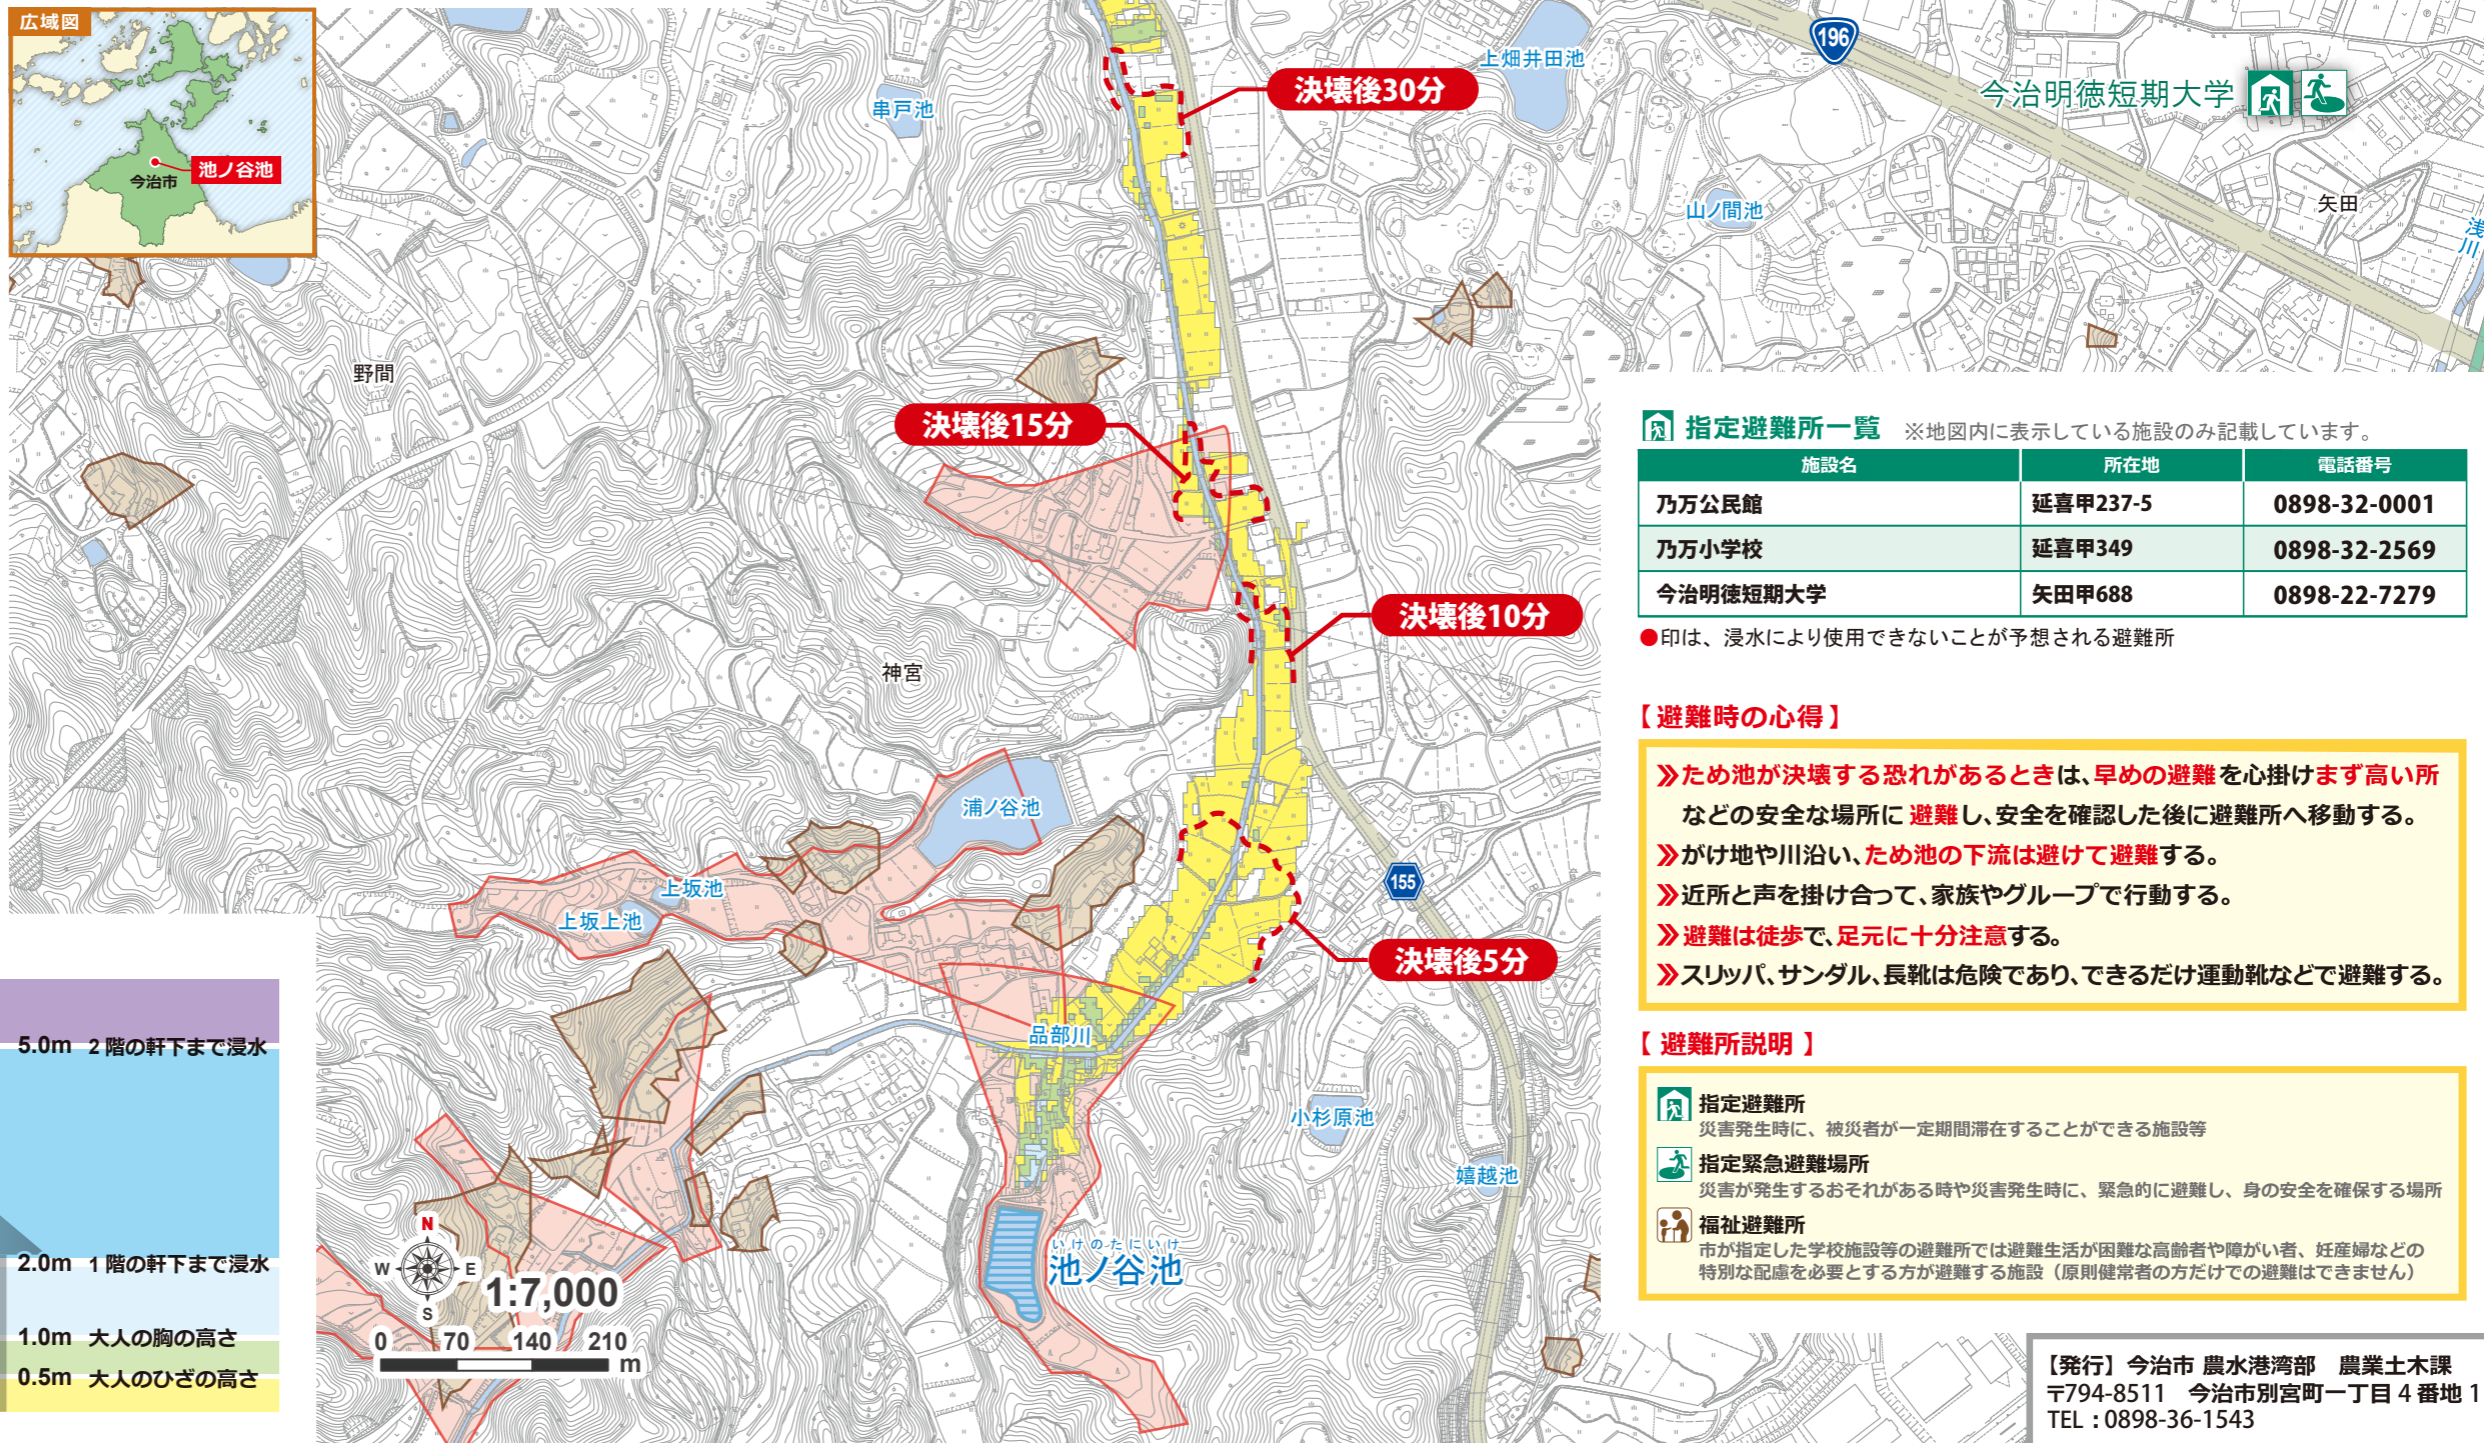 広域図
今治市
池ノ谷池
串戸池
上畑井田池
196
今治明徳短期大学
決壊後30分
山ノ間池
矢田
浅川
野間
決壊後15分
決壊後10分
神宮
浦ノ谷池
上坂池
上坂上池
155
決壊後5分
品部川
小杉原池
嬉越池
いけのたにいけ
池ノ谷池
5.0m 2階の軒下まで浸水
2.0m 1階の軒下まで浸水
1.0m 大人の胸の高さ
0.5m 大人のひざの高さ
N
W E
S
1:7,000
0 70 140 210
m
指定避難所一覧 ※地図内に表示している施設のみ記載しています。
施設名 所在地 電話番号
乃万公民館 延喜甲237-5 0898-32-0001
乃万小学校 延喜甲349 0898-32-2569
今治明徳短期大学 矢田甲688 0898-22-7279
●印は、浸水により使用できないことが予想される避難所
【避難時の心得】
≫ため池が決壊する恐れがあるときは、早めの避難を心掛けまず高い所
などの安全な場所に避難し、安全を確認した後に避難所へ移動する。
≫がけ地や川沿い、ため池の下流は避けて避難する。
≫近所と声を掛け合って、家族やグループで行動する。
≫避難は徒歩で、足元に十分注意する。
≫スリッパ、サンダル、長靴は危険であり、できるだけ運動靴などで避難する。
【避難所説明】
指定避難所
災害発生時に、被災者が一定期間滞在することができる施設等
指定緊急避難場所
災害が発生するおそれがある時や災害発生時に、緊急的に避難し、身の安全を確保する場所
福祉避難所
市が指定した学校施設等の避難所では避難生活が困難な高齢者や障がい者、妊産婦などの
特別な配慮を必要とする方が避難する施設（原則健常者の方だけでの避難はできません）
【発行】今治市 農水港湾部 農業土木課
〒794-8511 今治市別宮町一丁目4番地1
TEL：0898-36-1543